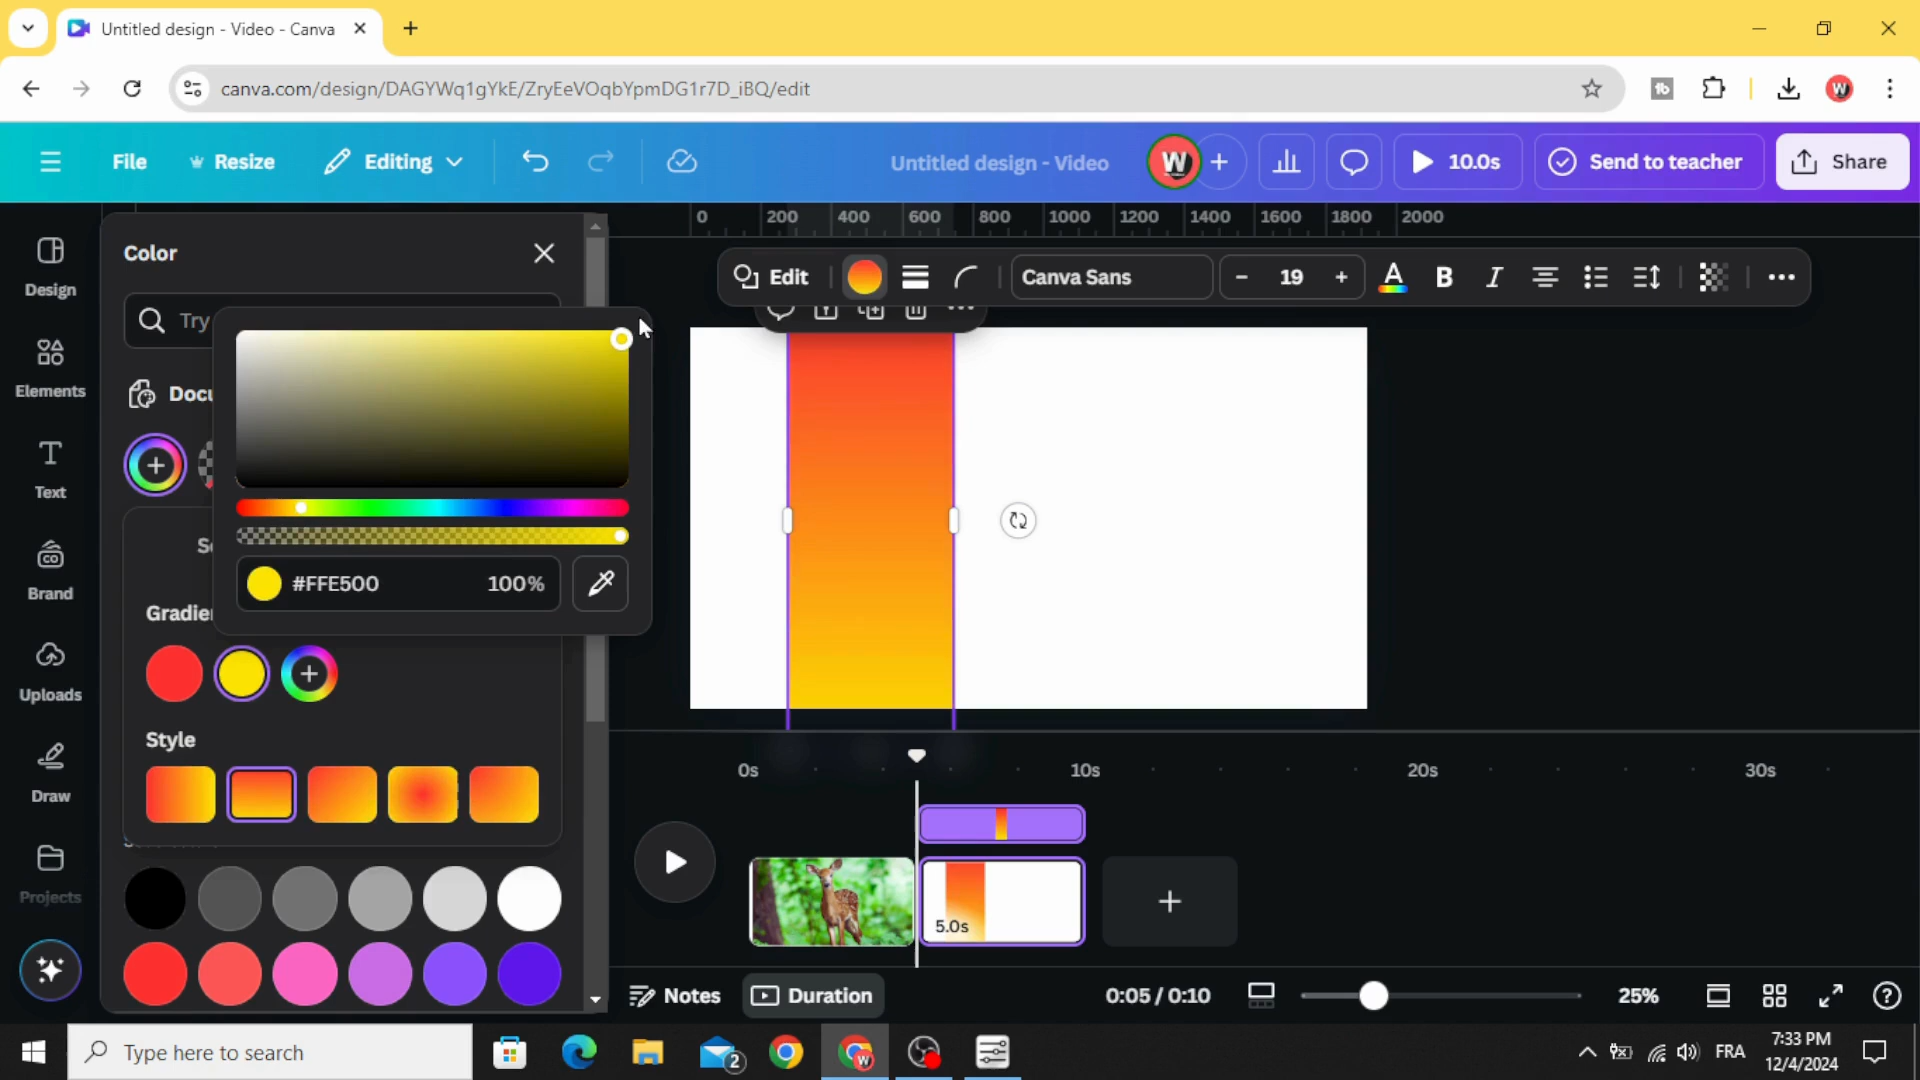 Untitled design - Video - Canva
canva.com/design/DAGYWq1gYkE/ZryEeVOqbYpmDG1r7D_iBQ/edit
File
Resize
Editing
Untitled design - Video
W
10.0s
Send to teacher
Share
0 200 400 600 800 1000 1200 1400 1600 1800 2000
Design
Elements
Text
Brand
Uploads
Draw
Projects
Color
Try
Edit
Canva Sans
19
#FFE500 100%
Style
0s 10s 20s 30s
5.0s
Notes
Duration
0:05 / 0:10
25%
Type here to search
2
FRA
7:33 PM
12/4/2024